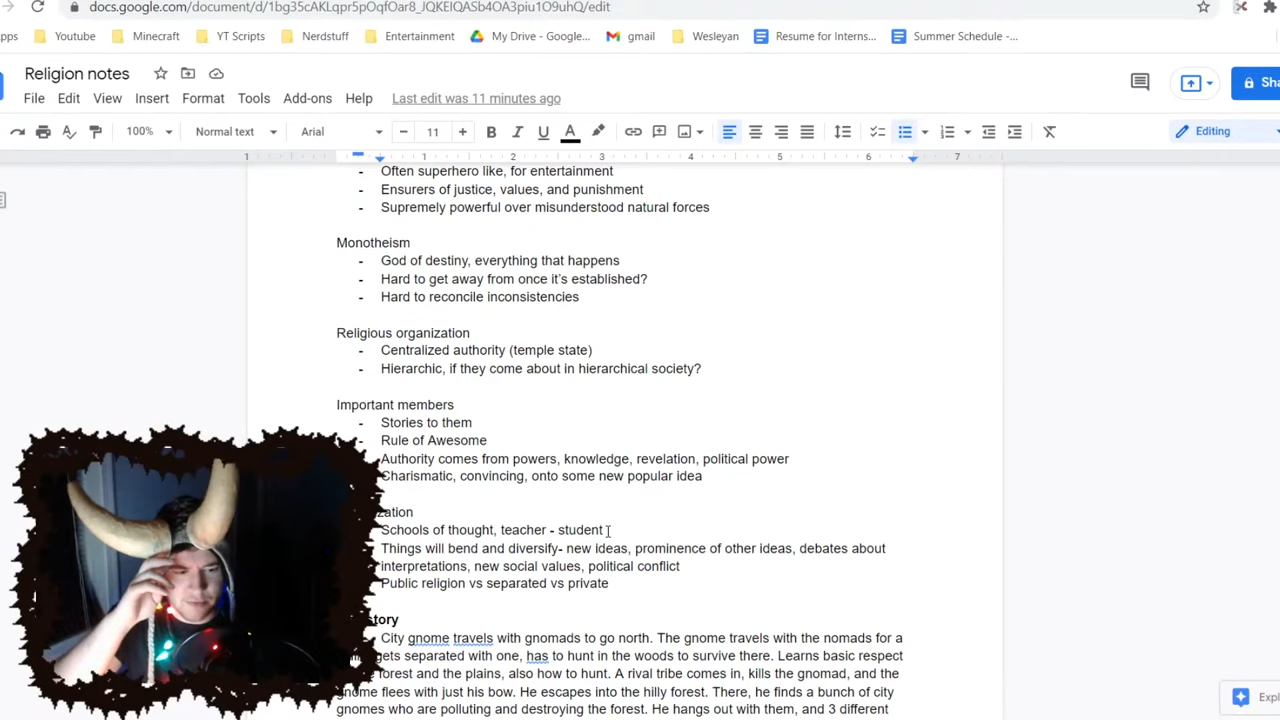 docs.google.com/document/d/1bg35cAKLqpr5pOqfOar8_JQKEIQASb4OA3piu1O9uhQ/edit
pps Youtube Minecraft YT Scripts Nerdstuff Entertainment My Drive - Google... gmail Wesleyan Resume for Interns... Summer Schedule -...
Religion notes
File Edit View Insert Format Tools Add-ons Help Last edit was 11 minutes ago
Sha
100% Normal text Arial 11 Editing
1 1 2 3 4 5 6 7
- Often superhero like, for entertainment
- Ensurers of justice, values, and punishment
- Supremely powerful over misunderstood natural forces
Monotheism
- God of destiny, everything that happens
- Hard to get away from once it's established?
- Hard to reconcile inconsistencies
Religious organization
- Centralized authority (temple state)
- Hierarchic, if they come about in hierarchical society?
Important members
- Stories to them
- Rule of Awesome
Authority comes from powers, knowledge, revelation, political power
Charismatic, convincing, onto some new popular idea
zation
Schools of thought, teacher - student
Things will bend and diversify- new ideas, prominence of other ideas, debates about
interpretations, new social values, political conflict
Public religion vs separated vs private
story
City gnome travels with gnomads to go north. The gnome travels with the nomads for a
gets separated with one, has to hunt in the woods to survive there. Learns basic respect
forest and the plains, also how to hunt. A rival tribe comes in, kills the gnomad, and the
gnome flees with just his bow. He escapes into the hilly forest. There, he finds a bunch of city
gnomes who are polluting and destroying the forest. He hangs out with them, and 3 different
Expl